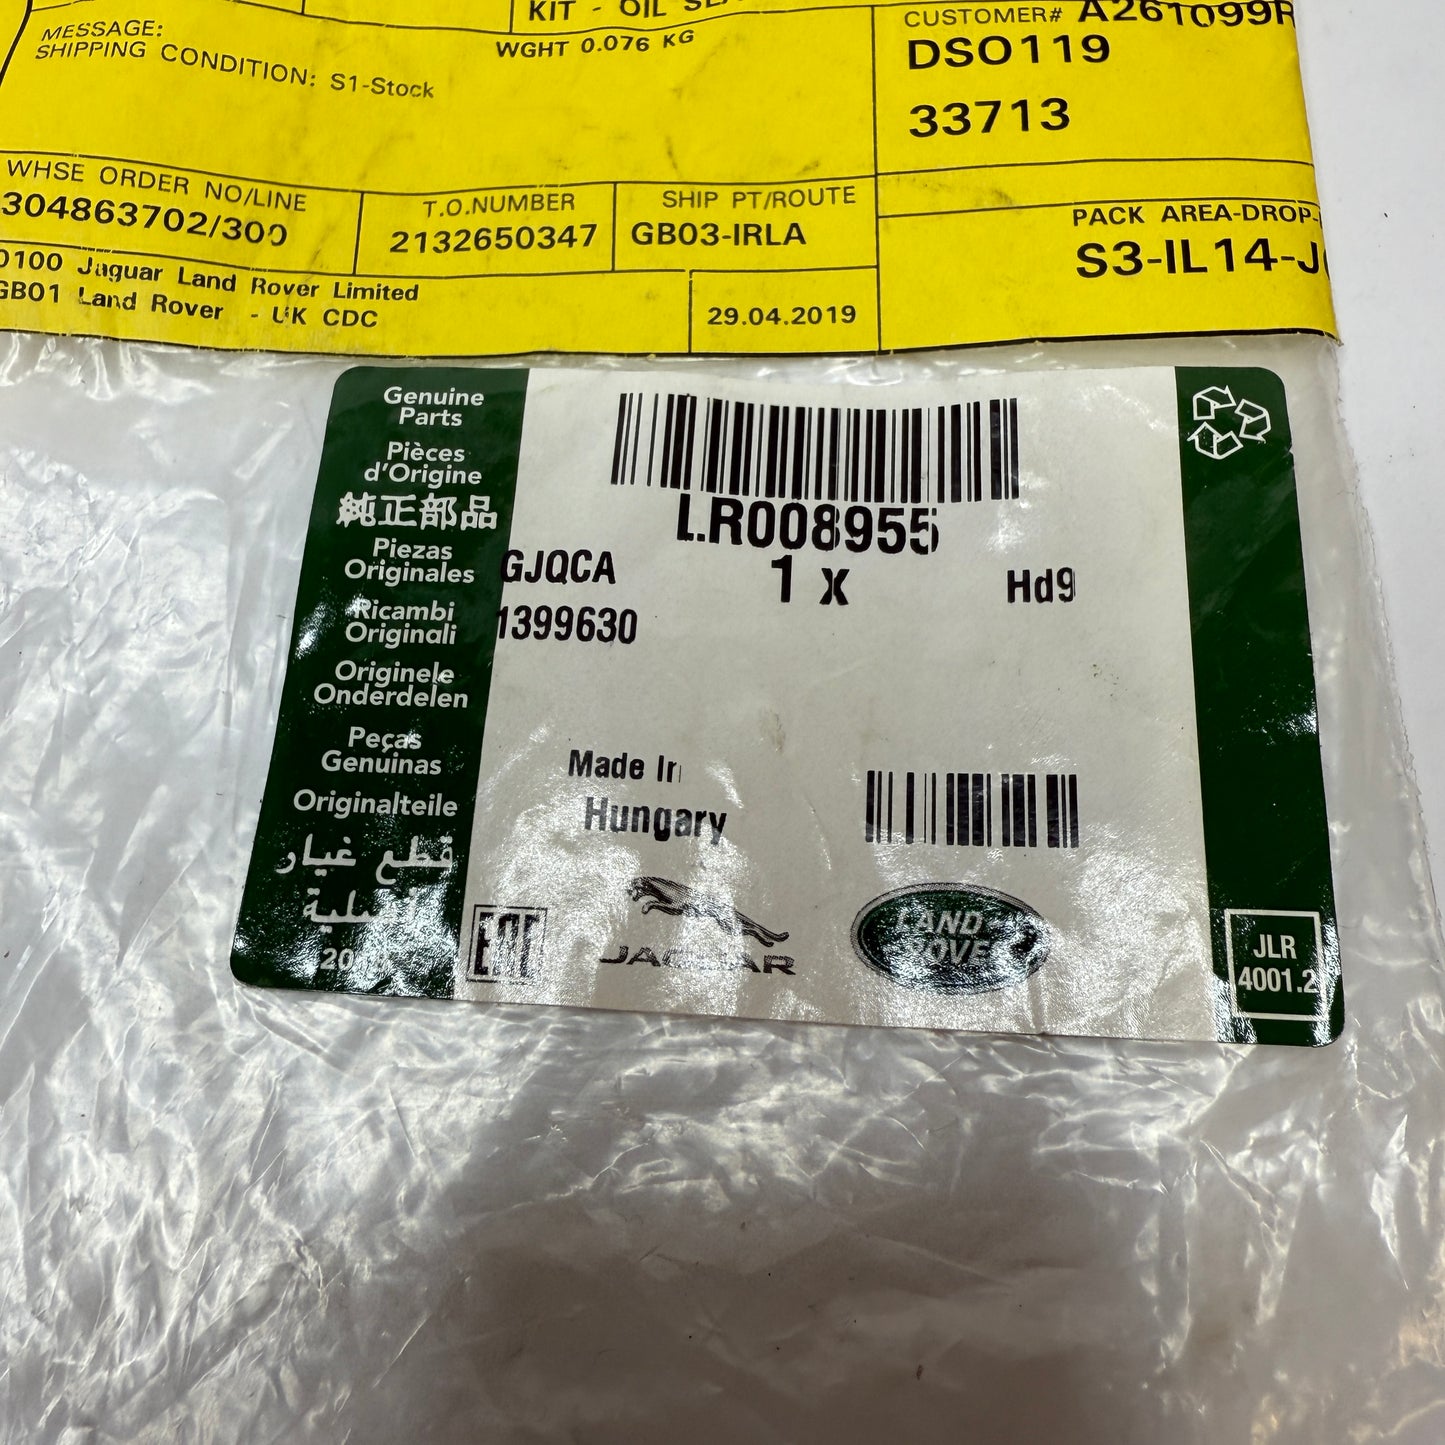 KIT - OIL
MESSAGE:
SHIPPING CONDITION: S1-Stock
WGHT 0.076 KG
CUSTOMER# A261099R
DSO119
33713
WHSE ORDER NO/LINE
304863702/300
T.O.NUMBER
2132650347
SHIP PT/ROUTE
GB03-IRLA
PACK AREA-DROP-
S3-IL14-J
0100 Jaguar Land Rover Limited
GB01 Land Rover - UK CDC
29.04.2019
Genuine
Parts
Pièces
d'Origine
純正部品
Piezas
Originales
Ricambi
Originali
Originele
Onderdelen
Peças
Genuinas
Originalteile
قطع غيار
أصلية
LR008955
GJQCA
1 x
Hd9
1399630
Made In
Hungary
EAC
JAGUAR
LAND
ROVER
JLR
4001.2